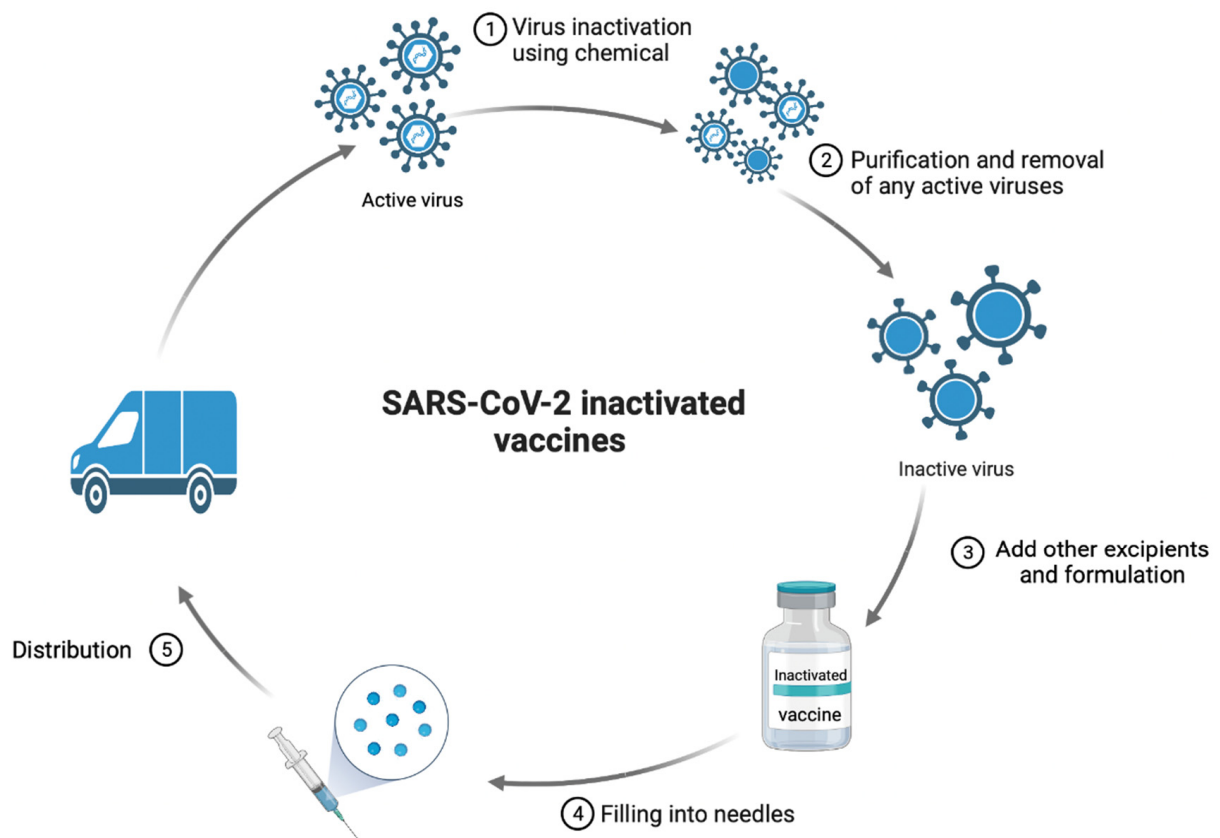 ① Virus inactivation
using chemical
Active virus
② Purification and removal
of any active viruses
Inactive virus
SARS-CoV-2 inactivated
vaccines
③ Add other excipients
and formulation
Inactivated
vaccine
④ Filling into needles
Distribution ⑤